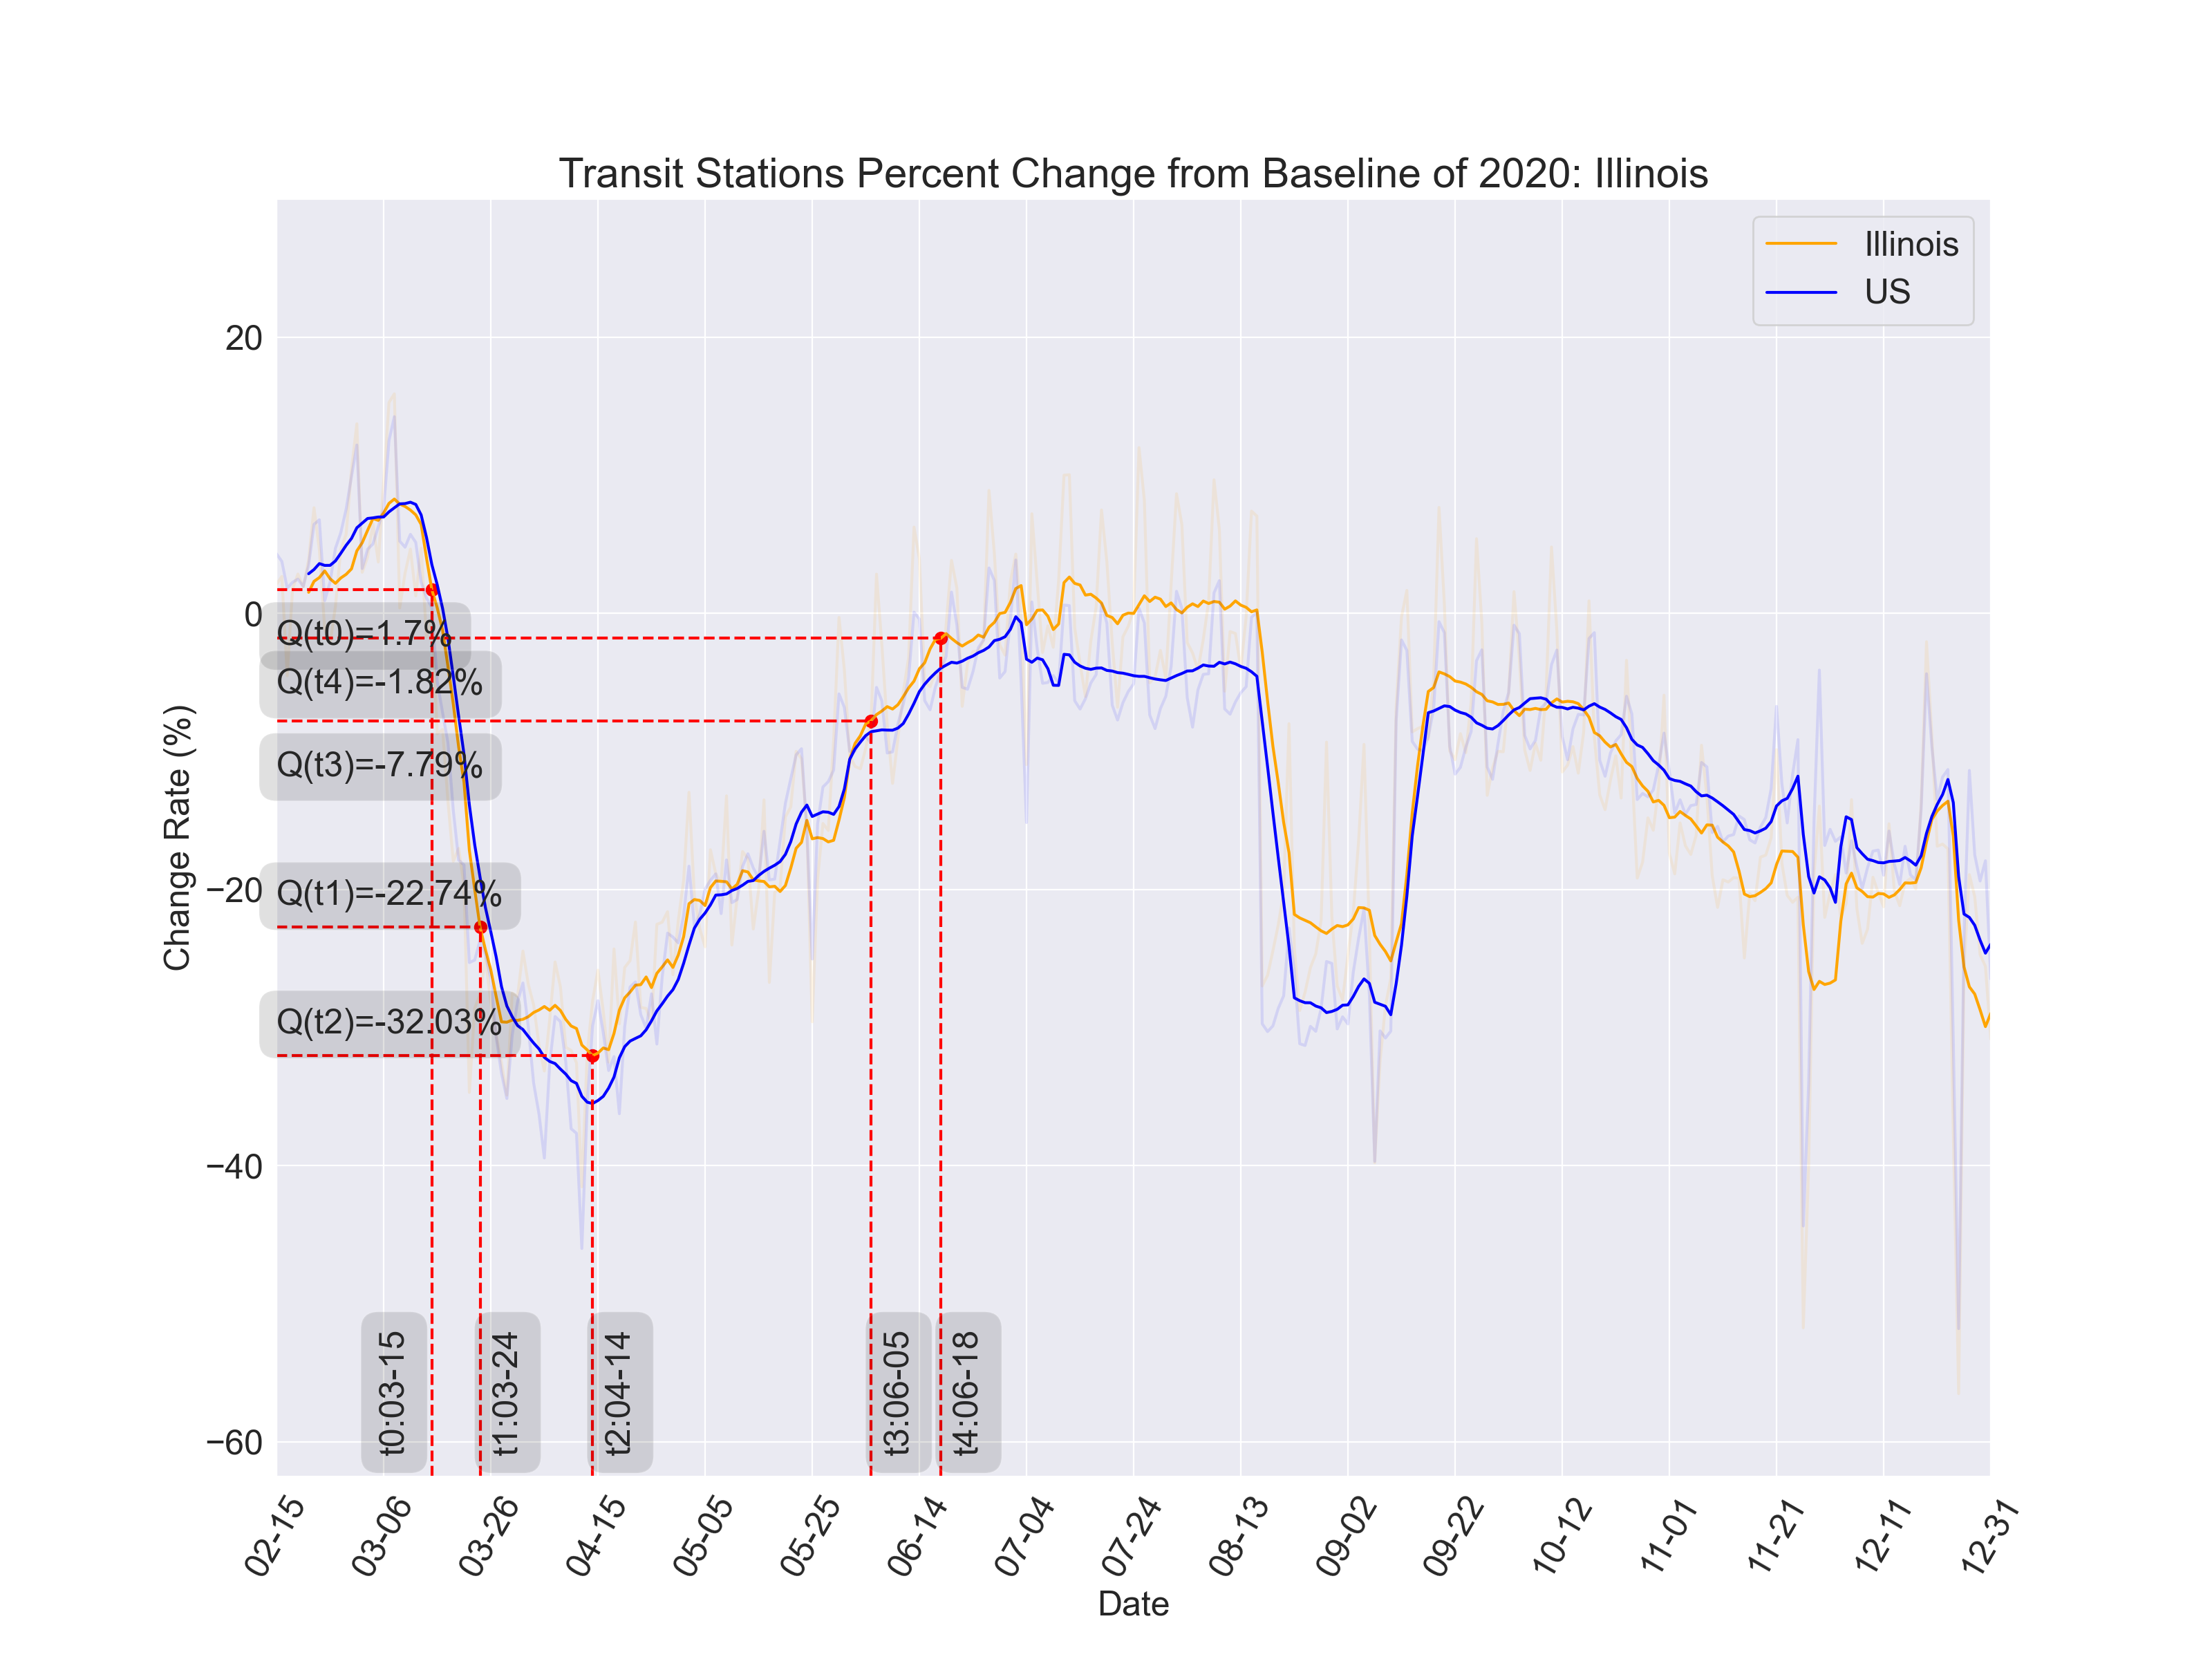 Transit Stations Percent Change from Baseline of 2020: Illinois
Illinois
US
Change Rate (%)
20
0
−20
−40
−60
Q(t0)=1.7%
Q(t4)=-1.82%
Q(t3)=-7.79%
Q(t1)=-22.74%
Q(t2)=-32.03%
t0:03-15
t1:03-24
t2:04-14
t3:06-05
t4:06-18
02-15
03-06
03-26
04-15
05-05
05-25
06-14
07-04
07-24
08-13
09-02
09-22
10-12
11-01
11-21
12-11
12-31
Date